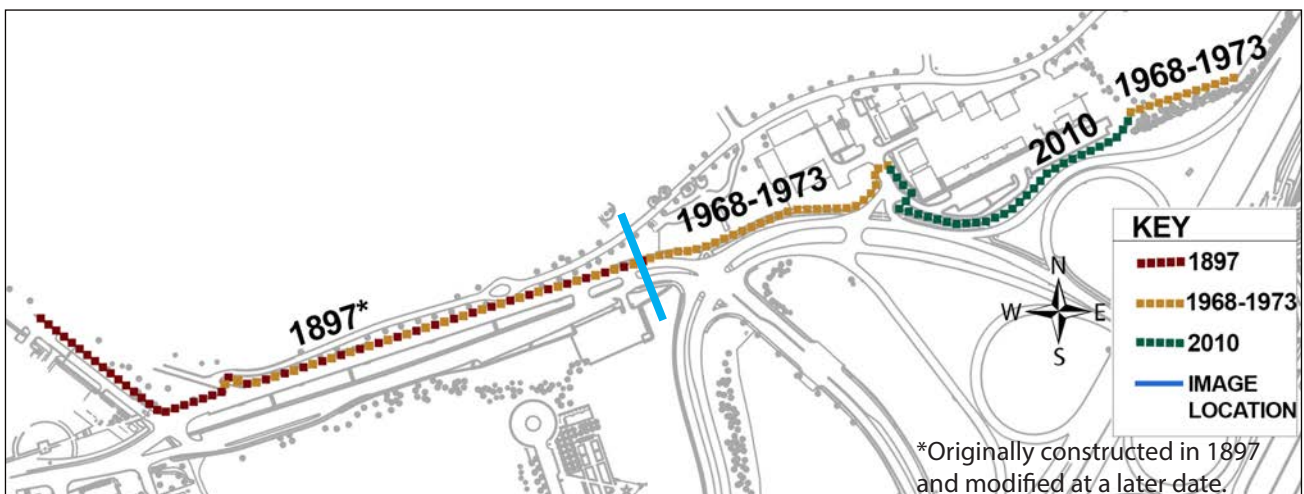 1968-1973
2010
1968-1973
1897*
KEY
1897
1968-1973
2010
IMAGE
LOCATION
N
W
E
S
*Originally constructed in 1897
and modified at a later date.